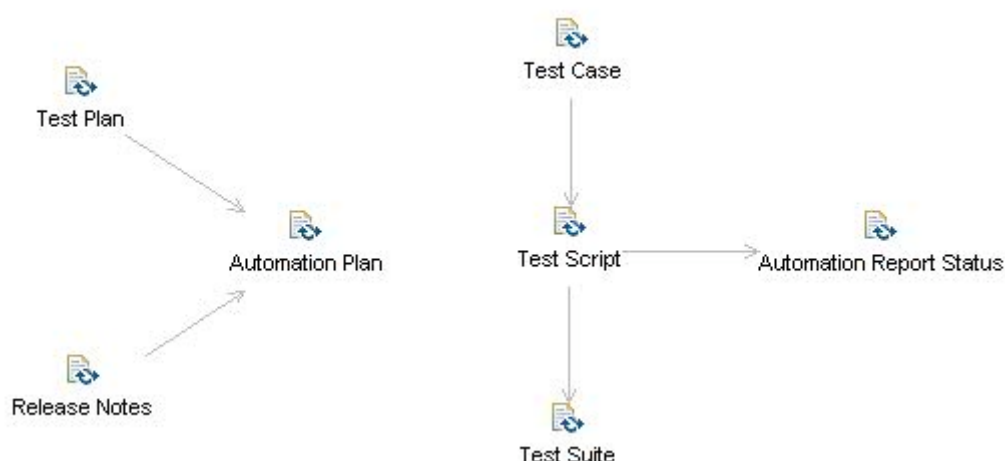 Test Case
Test Plan
Automation Plan
Test Script
Automation Report Status
Release Notes
Test Suite